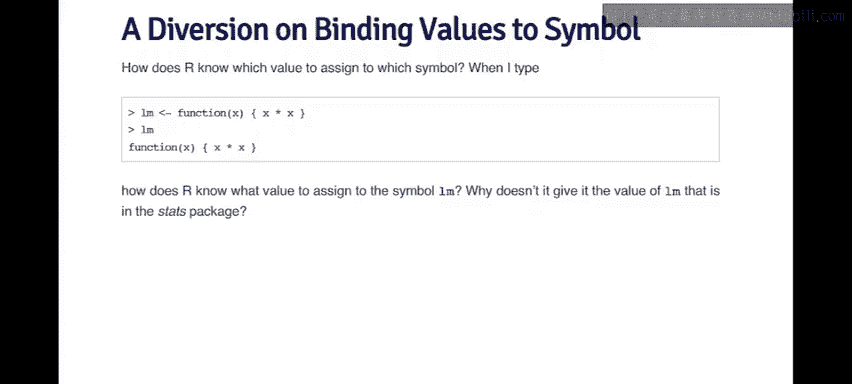 A Diversion on Binding Values to Symbol
How does R know which value to assign to which symbol? When I type
> lm <- function(x) { x * x }
> lm
function(x) { x * x }
how does R know what value to assign to the symbol lm? Why doesn't it give it the value of lm that is
in the stats package?